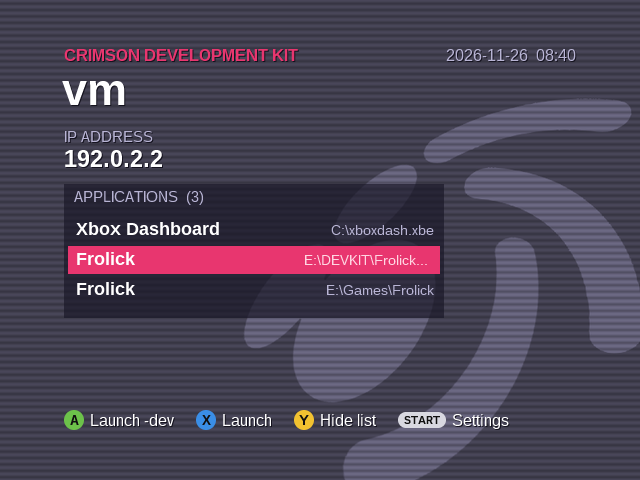 CRIMSON DEVELOPMENT KIT 2026-11-26 08:40
vm
IP ADDRESS
192.0.2.2
APPLICATIONS (3)
Xbox Dashboard C:\xboxdash.xbe
Frolick E:\DEVKIT\Frolick...
Frolick E:\Games\Frolick
A Launch -dev X Launch Y Hide list START Settings